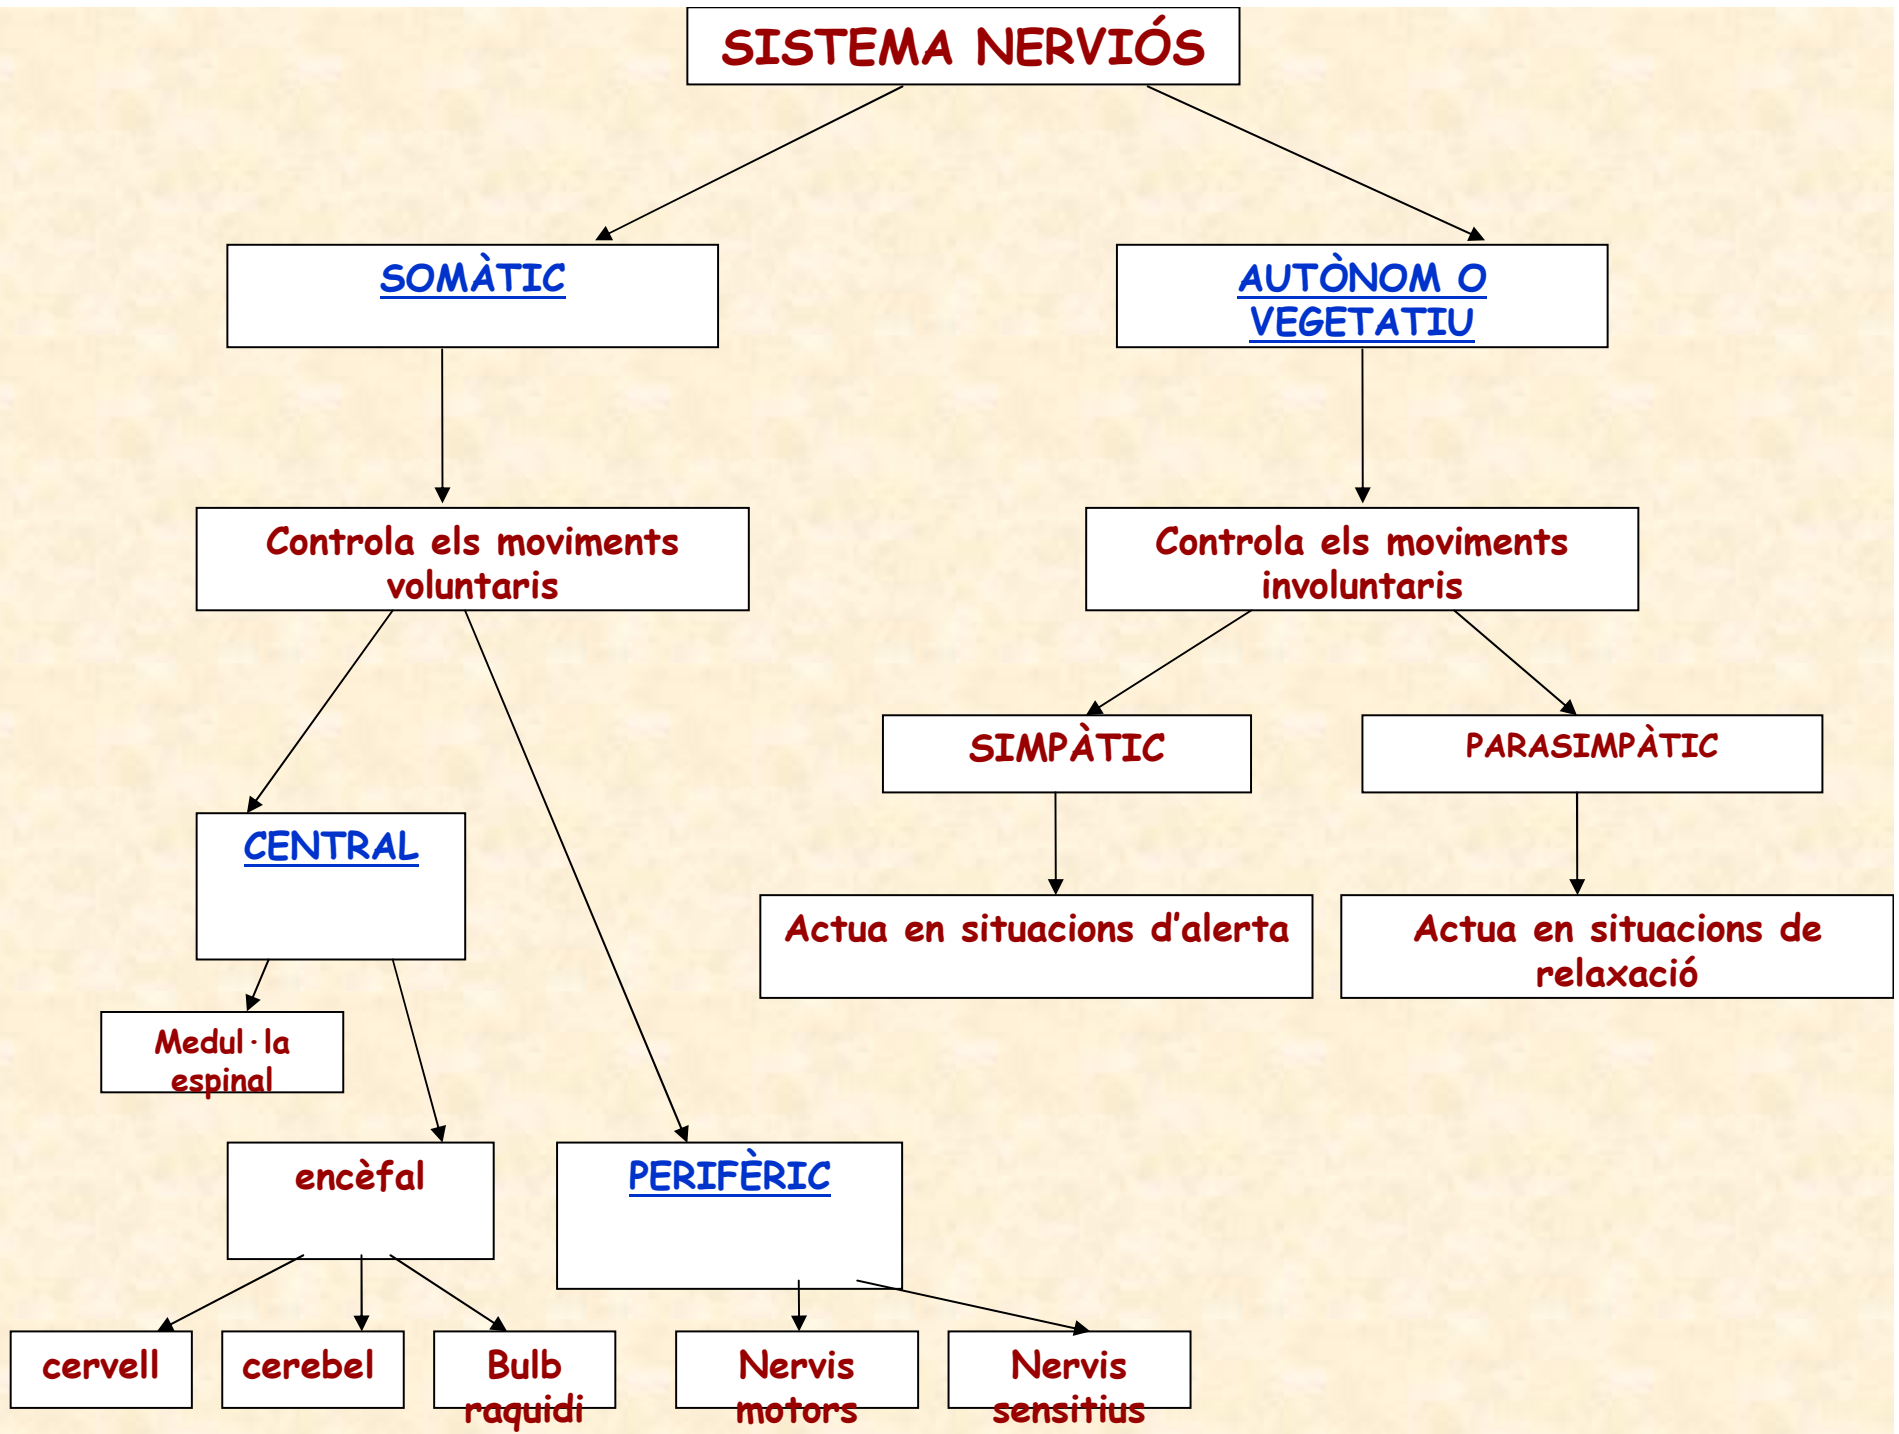 SISTEMA NERVIÓS
SOMÀTIC
AUTÒNOM O
VEGETATIU
Controla els moviments
voluntaris
Controla els moviments
involuntaris
SIMPÀTIC
PARASIMPÀTIC
CENTRAL
Actua en situacions d'alerta
Actua en situacions de
relaxació
Medul·la
espinal
encèfal
PERIFÈRIC
cervell
cerebel
Bulb
raquidi
Nervis
motors
Nervis
sensitius